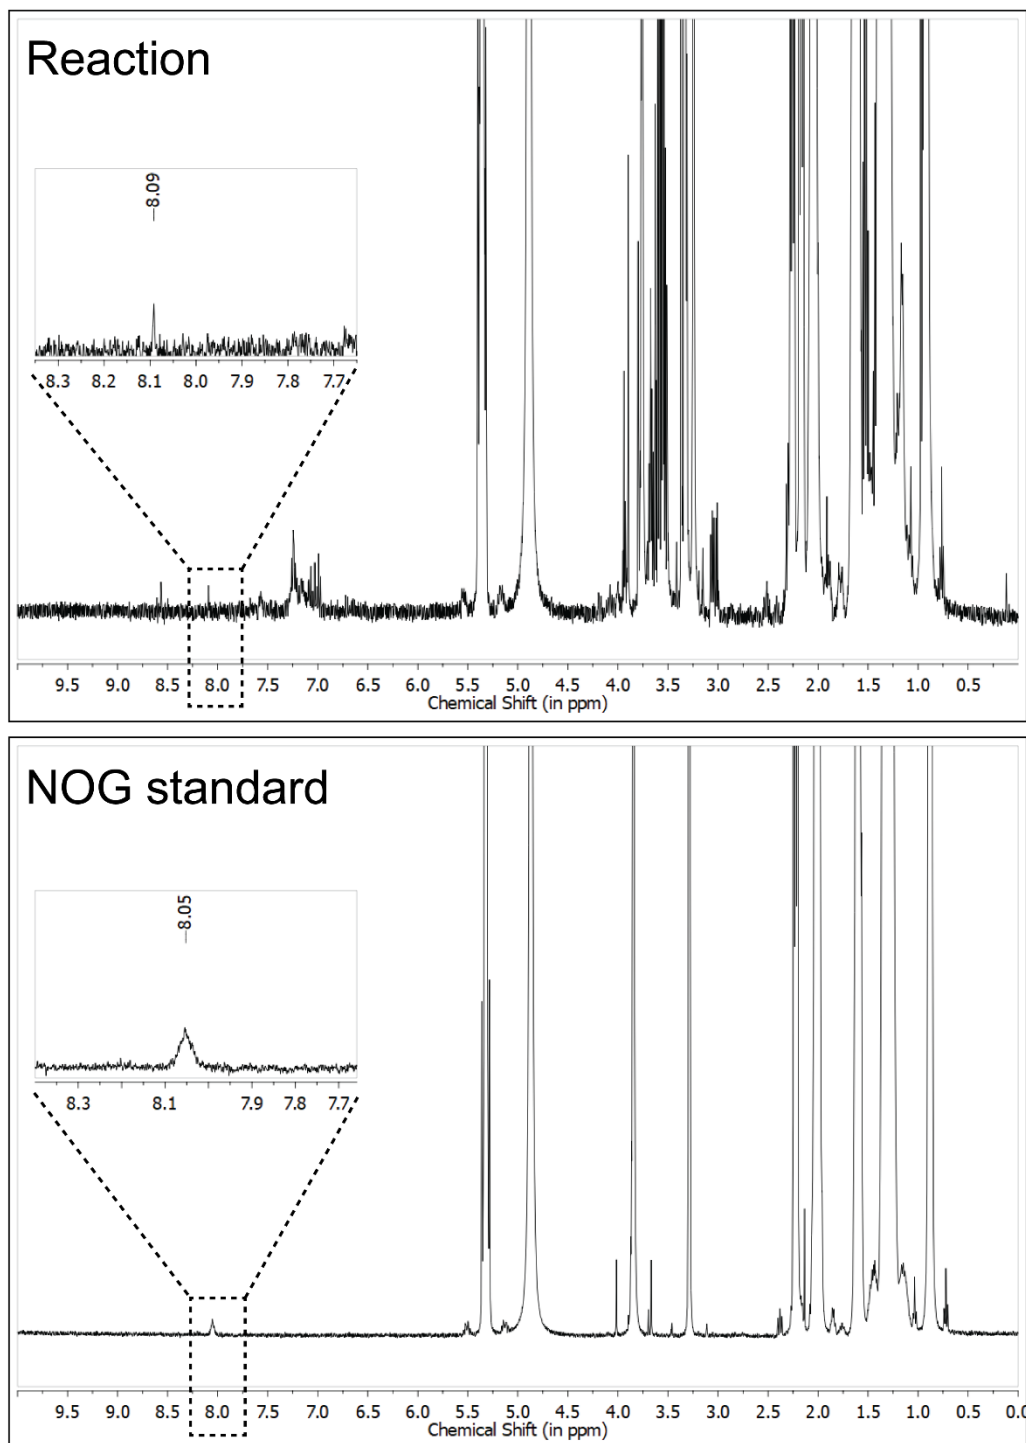 Reaction
8.09
8.3 8.2 8.1 8.0 7.9 7.8 7.7
9.5 9.0 8.5 8.0 7.5 7.0 6.5 6.0 5.5 5.0 4.5 4.0 3.5 3.0 2.5 2.0 1.5 1.0 0.5
Chemical Shift (in ppm)
NOG standard
8.05
8.3 8.1 7.9 7.8 7.7
9.5 9.0 8.5 8.0 7.5 7.0 6.5 6.0 5.5 5.0 4.5 4.0 3.5 3.0 2.5 2.0 1.5 1.0 0.5 0.0
Chemical Shift (in ppm)